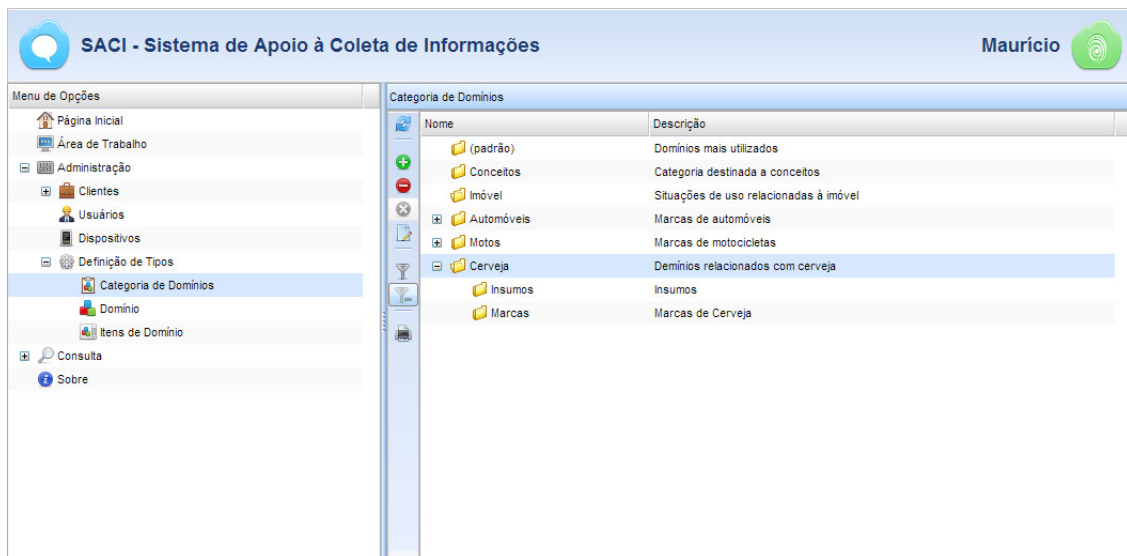 SACI - Sistema de Apoio à Coleta de Informações
Maurício
Menu de Opções
Página Inicial
Área de Trabalho
Administração
Clientes
Usuários
Dispositivos
Definição de Tipos
Categoria de Domínios
Domínio
Itens de Domínio
Consulta
Sobre
Categoria de Domínios
Nome Descrição
(padrão) Domínios mais utilizados
Conceitos Categoria destinada a conceitos
Imóvel Situações de uso relacionadas à imóvel
Automóveis Marcas de automóveis
Motos Marcas de motocicletas
Cerveja Demínios relacionados com cerveja
Insumos Insumos
Marcas Marcas de Cerveja